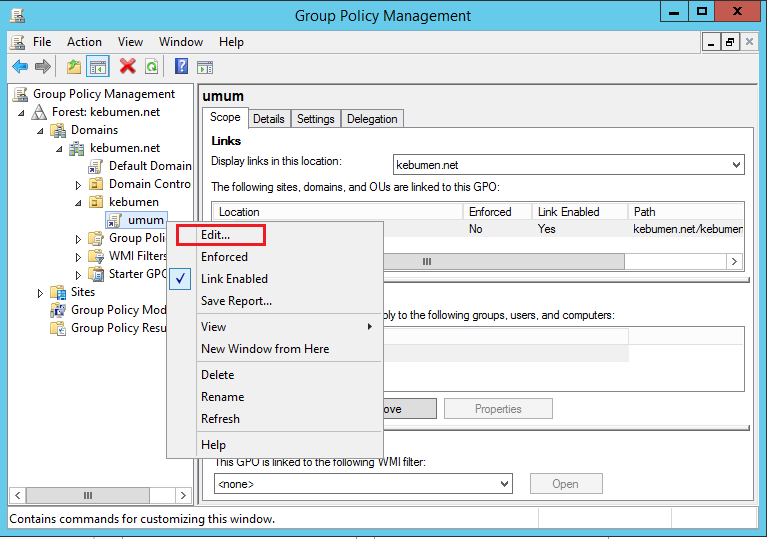 Group Policy Management
File Action View Window Help
Group Policy Management
Forest: kebumen.net
Domains
kebumen.net
Default Domain
Domain Contro
kebumen
umum
Group Poli
WMI Filters
Starter GPO
Sites
Group Policy Mod
Group Policy Resu
umum
Scope Details Settings Delegation
Links
Display links in this location: kebumen.net
The following sites, domains, and OUs are linked to this GPO:
Location Enforced Link Enabled Path
No Yes kebumen.net/kebumen
Edit...
Enforced
Link Enabled
Save Report...
View
New Window from Here
Delete
Rename
Refresh
Help
ply to the following groups, users, and computers:
ove Properties
This GPO is linked to the following WMI filter:
<none> Open
Contains commands for customizing this window.